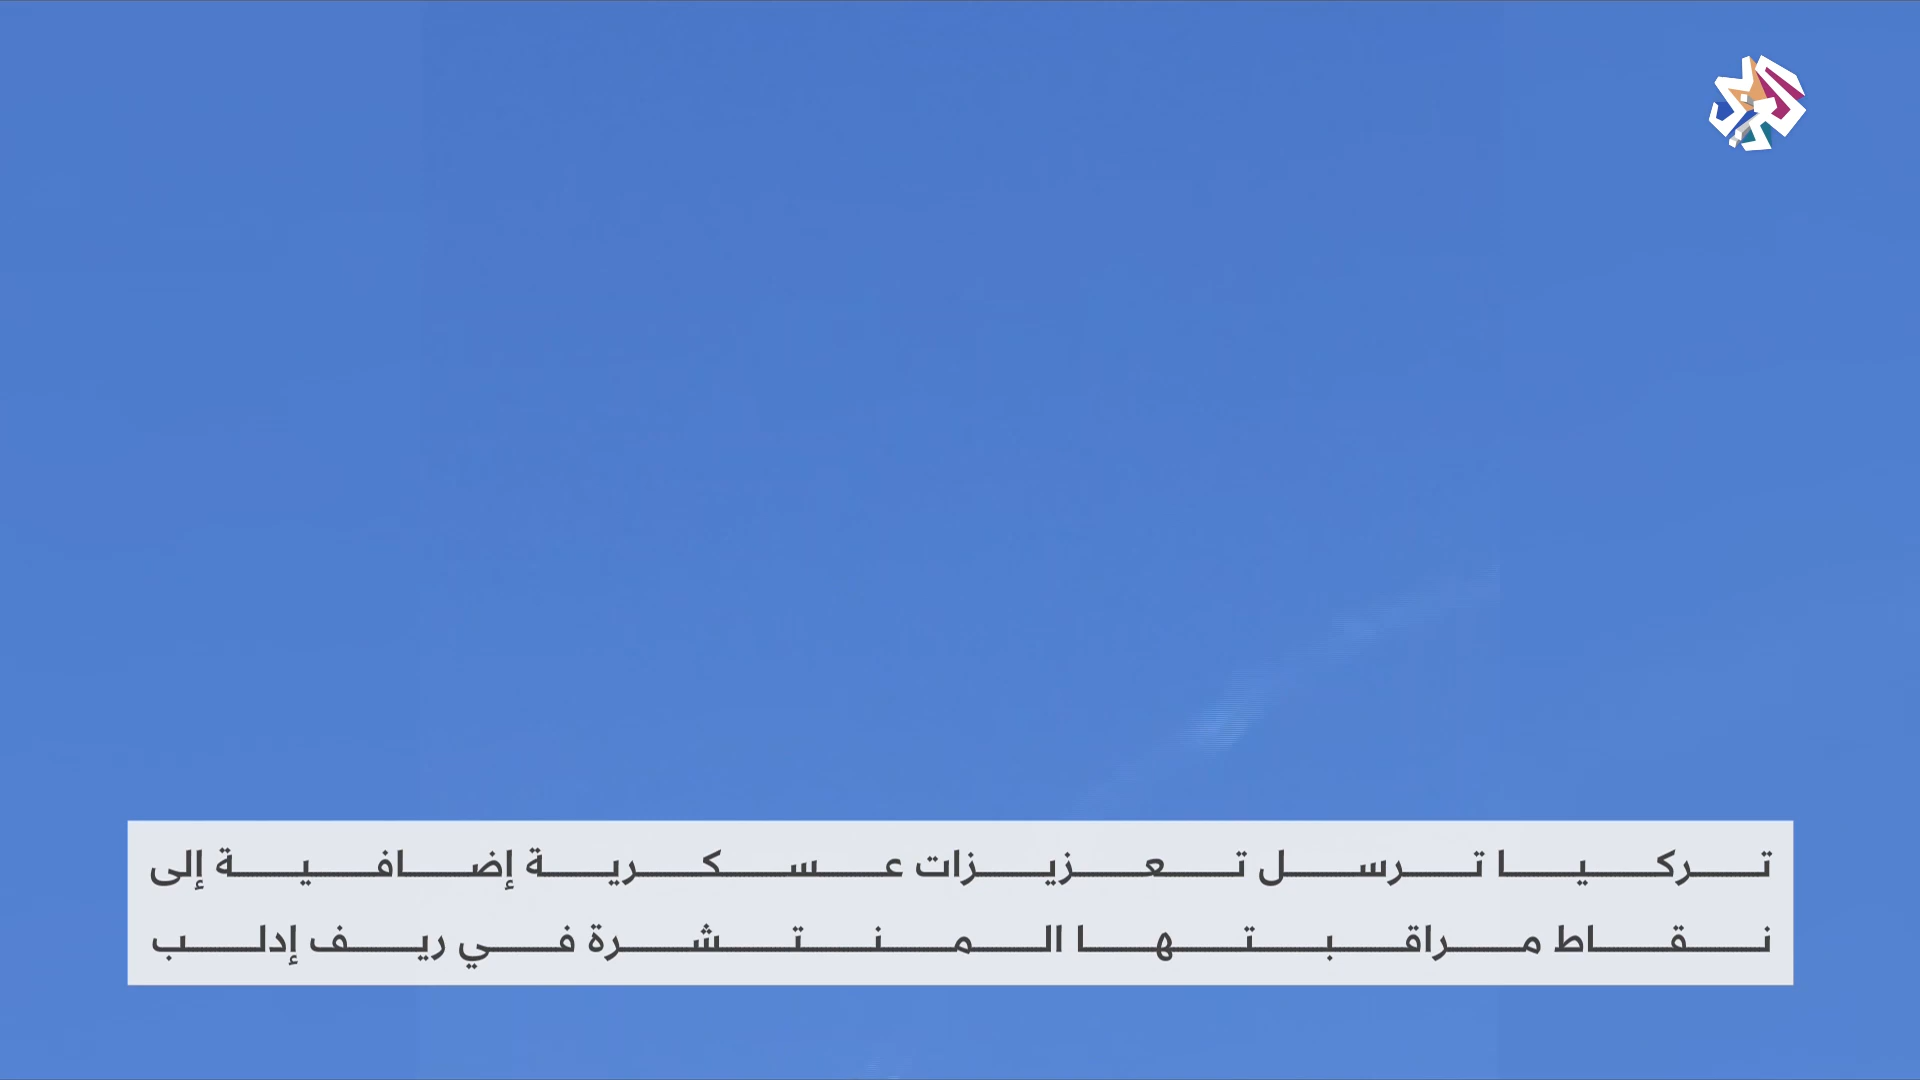 تركيا ترسل تعزيزات عسكرية إضافية إلى
نقاط مراقبتها المنتشرة في ريف إدلب